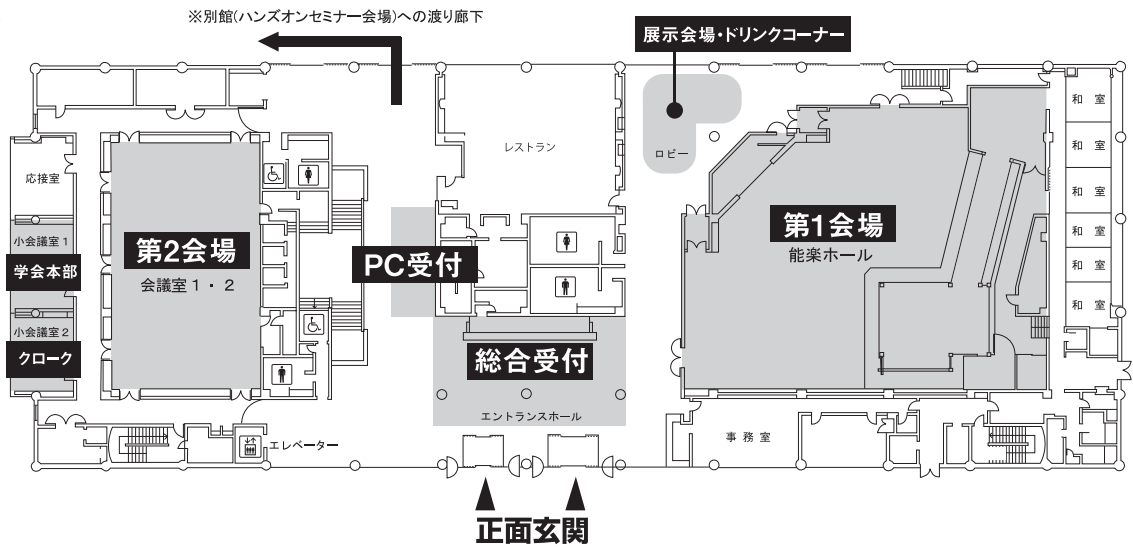 ※別館(ハンズオンセミナー会場)への渡り廊下
展示会場・ドリンクコーナー
レストラン
ロビー
和室
和室
和室
和室
和室
和室
応接室
小会議室1
学会本部
小会議室2
クローク
第2会場
会議室1・2
PC受付
第1会場
能楽ホール
総合受付
エントランスホール
エレベーター
事務室
正面玄関